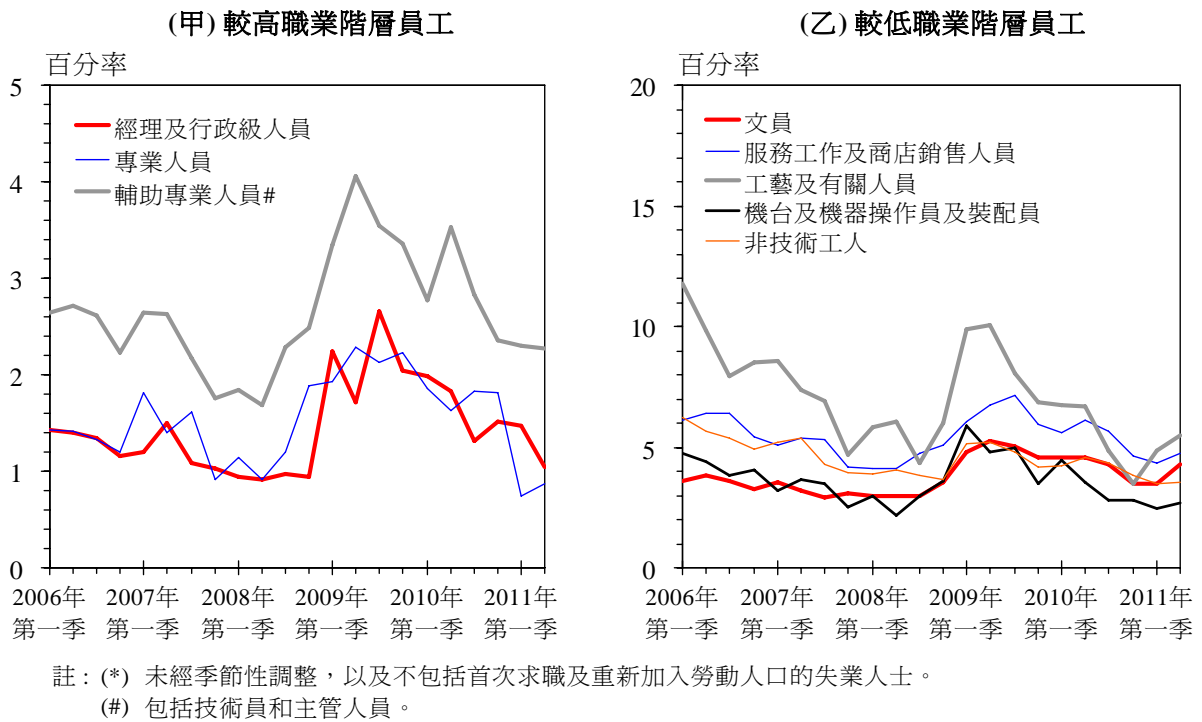 (甲) 較高職業階層員工
百分率
5
4
3
2
1
0
經理及行政級人員
專業人員
輔助專業人員#
2006年 2007年 2008年 2009年 2010年 2011年
第一季 第一季 第一季 第一季 第一季 第一季
(乙) 較低職業階層員工
百分率
20
15
10
5
0
文員
服務工作及商店銷售人員
工藝及有關人員
機台及機器操作員及裝配員
非技術工人
2006年 2007年 2008年 2009年 2010年 2011年
第一季 第一季 第一季 第一季 第一季 第一季
註 : (*) 未經季節性調整，以及不包括首次求職及重新加入勞動人口的失業人士。
(#) 包括技術員和主管人員。